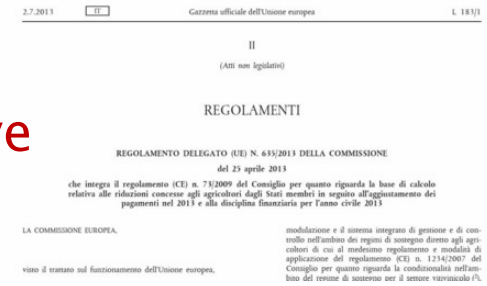 2.7.2013 IT Gazzetta ufficiale dell'Unione europea L 183/1
II
(Atti non legislativi)
REGOLAMENTI
ve
REGOLAMENTO DELEGATO (UE) N. 635/2013 DELLA COMMISSIONE
del 25 aprile 2013
che integra il regolamento (CE) n. 73/2009 del Consiglio per quanto riguarda la base di calcolo
relativa alle riduzioni concesse agli agricoltori dagli Stati membri in seguito all'aggiustamento dei
pagamenti nel 2013 e alla disciplina finanziaria per l'anno civile 2013
LA COMMISSIONE EUROPEA,
visto il trattato sul funzionamento dell'Unione europea,
modulazione e il sistema integrato di gestione e di con-
trollo nell'ambito dei regimi di sostegno diretto agli agri-
coltori di cui al medesimo regolamento e modalità di
applicazione del regolamento (CE) n. 1234/2007 del
Consiglio per quanto riguarda la condizionalità nell'am-
bito del regime di sostegno per il settore vitivinicolo (²),